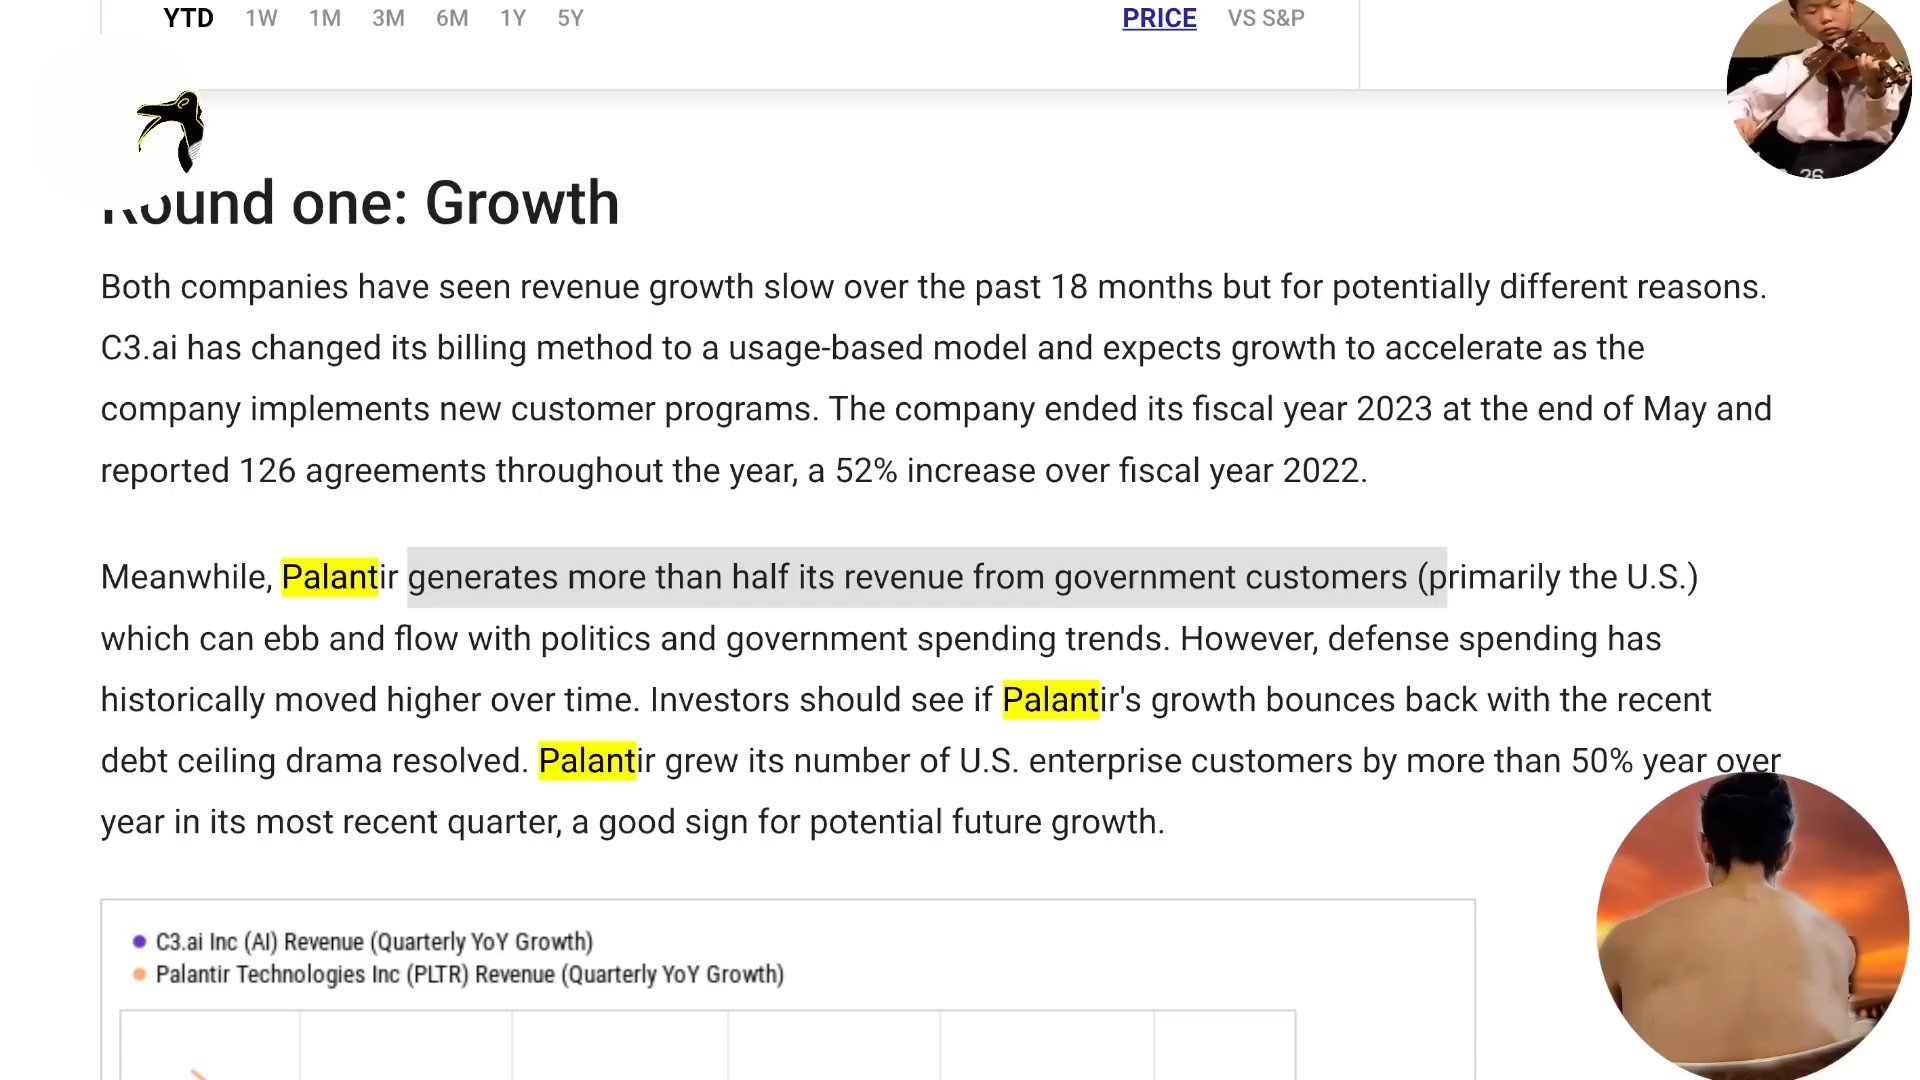 YTD 1W 1M 3M 6M 1Y 5Y PRICE VS S&P
26
Round one: Growth
Both companies have seen revenue growth slow over the past 18 months but for potentially different reasons.
C3.ai has changed its billing method to a usage-based model and expects growth to accelerate as the
company implements new customer programs. The company ended its fiscal year 2023 at the end of May and
reported 126 agreements throughout the year, a 52% increase over fiscal year 2022.
Meanwhile, Palantir generates more than half its revenue from government customers (primarily the U.S.)
which can ebb and flow with politics and government spending trends. However, defense spending has
historically moved higher over time. Investors should see if Palantir's growth bounces back with the recent
debt ceiling drama resolved. Palantir grew its number of U.S. enterprise customers by more than 50% year over
year in its most recent quarter, a good sign for potential future growth.
C3.ai Inc (AI) Revenue (Quarterly YoY Growth)
Palantir Technologies Inc (PLTR) Revenue (Quarterly YoY Growth)